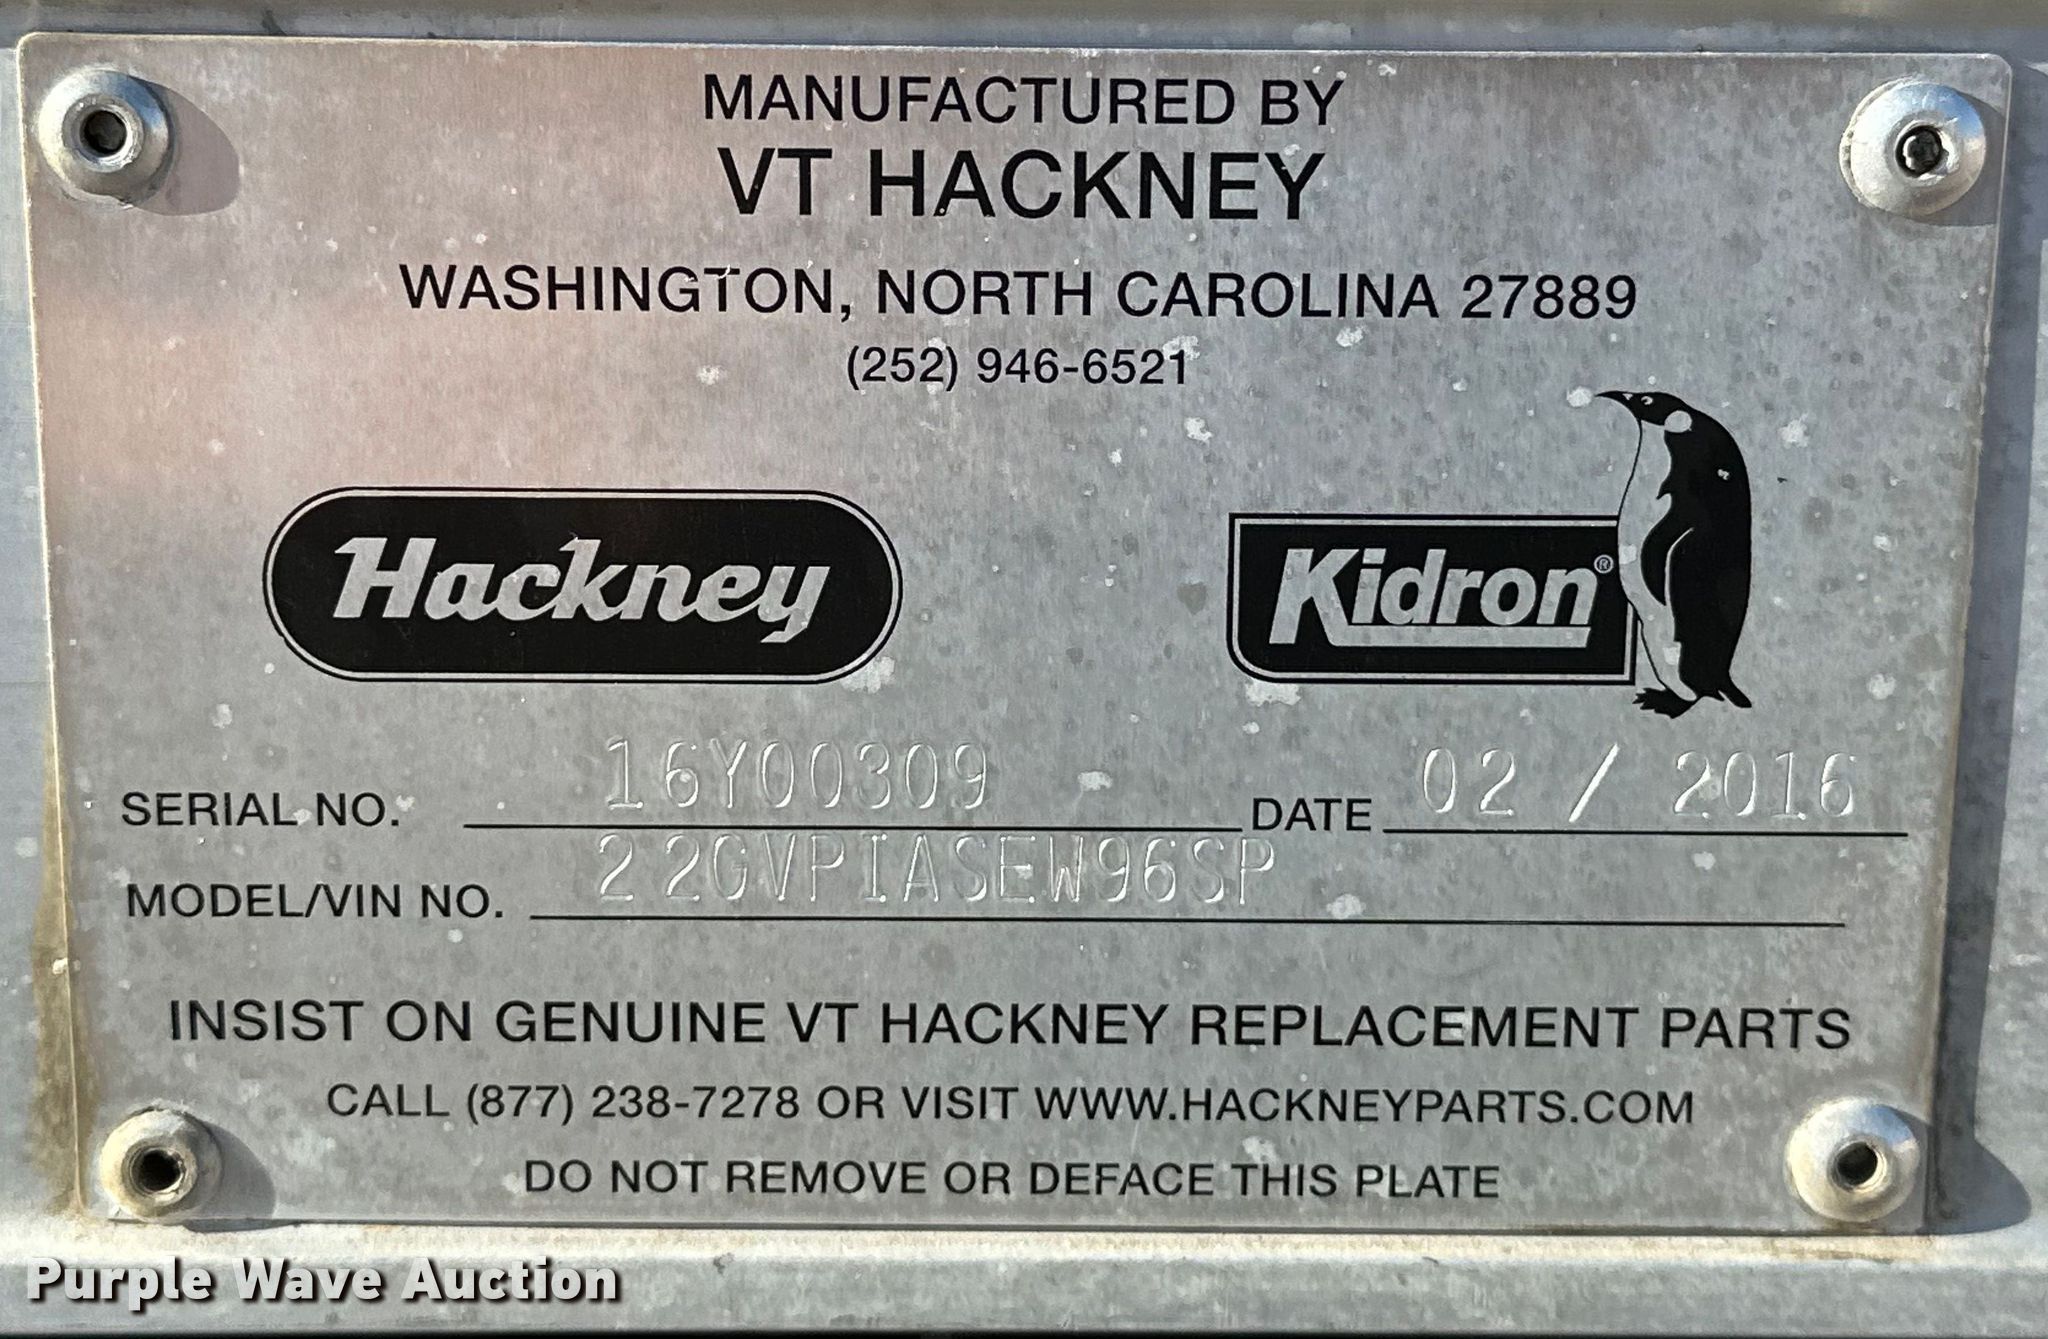 MANUFACTURED BY
VT HACKNEY
WASHINGTON, NORTH CAROLINA 27889
(252) 946-6521
Hackney
Kidron®
SERIAL NO. 16Y00309 DATE 02 / 2016
MODEL/VIN NO. 22GVPIASEW96SP
INSIST ON GENUINE VT HACKNEY REPLACEMENT PARTS
CALL (877) 238-7278 OR VISIT WWW.HACKNEYPARTS.COM
DO NOT REMOVE OR DEFACE THIS PLATE
Purple Wave Auction